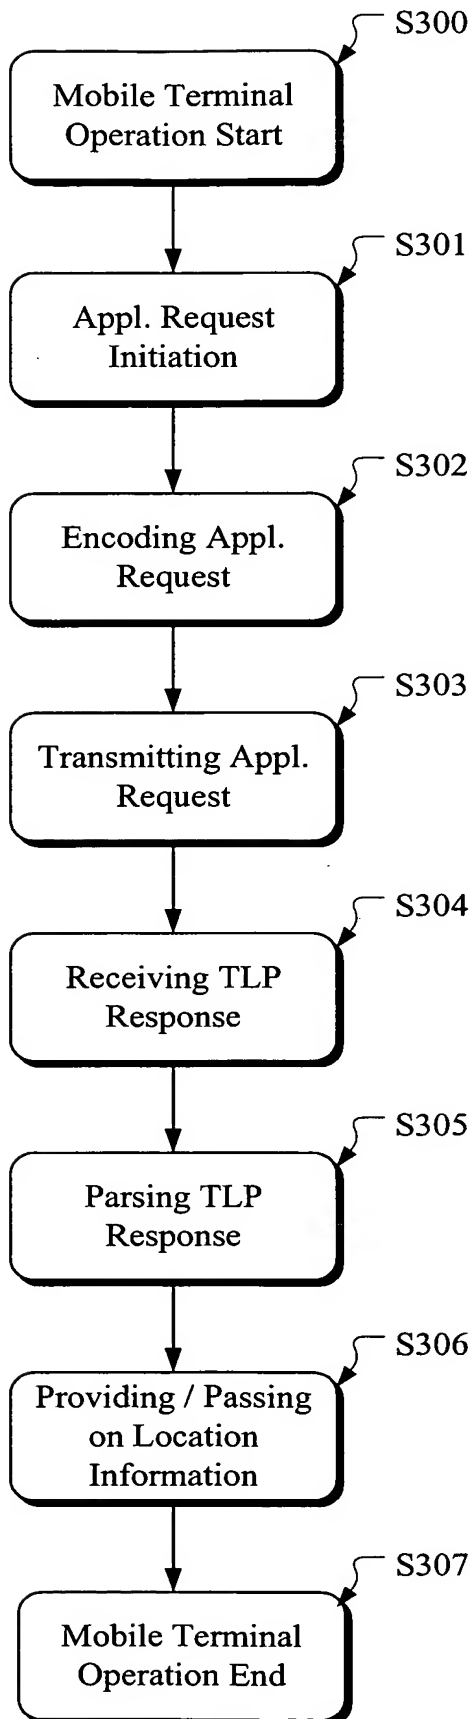 S300
Mobile Terminal
Operation Start
S301
Appl. Request
Initiation
S302
Encoding Appl.
Request
S303
Transmitting Appl.
Request
S304
Receiving TLP
Response
S305
Parsing TLP
Response
S306
Providing / Passing
on Location
Information
S307
Mobile Terminal
Operation End